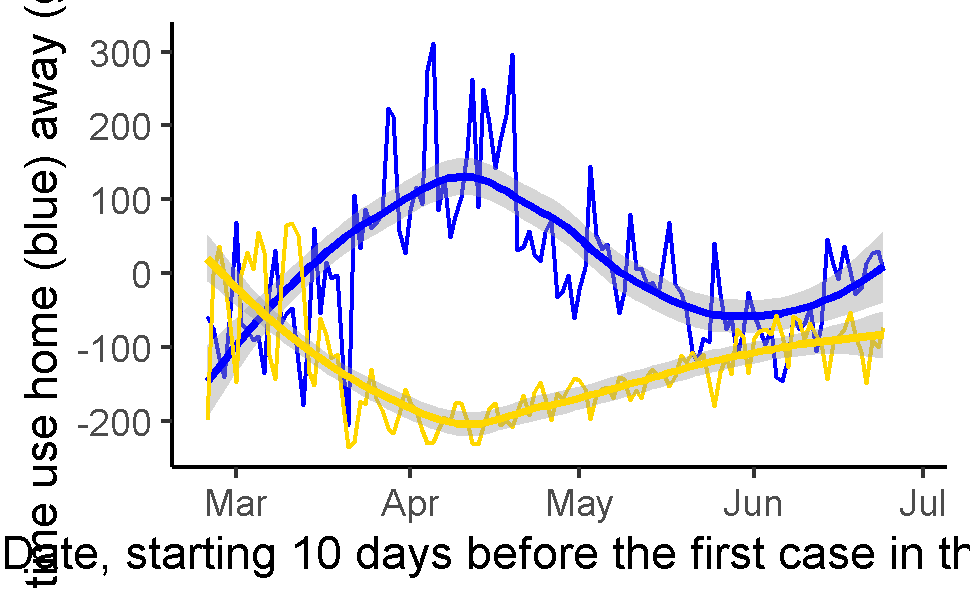 time use home (blue) away (
300
200
100
0
-100
-200
Mar Apr May Jun Jul
Date, starting 10 days before the first case in th